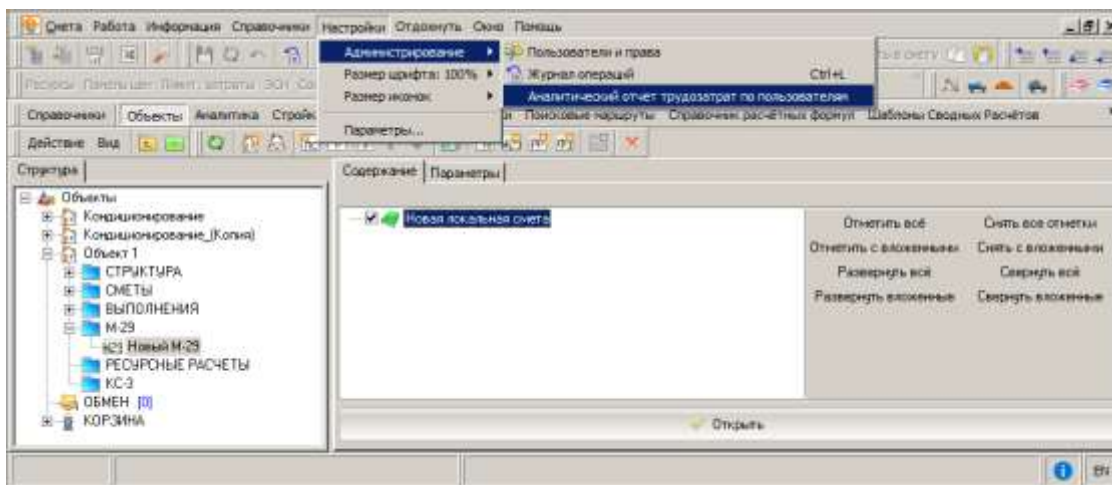 Смета Работа Информация Справочники Настройки Отдохнуть Окно Помощь
Администрирование
Пользователи и права
Размер шрифта: 100%
Журнал операций Ctrl+L
Размер иконок
Аналитический отчет трудозатрат по пользователям
Параметры...
Справочники Объекты Аналитика Поисковые маршруты Справочник расчётных формул Шаблоны Сводных Расчётов
Действие Вид
Структура
Содержание Параметры
Объекты
Кондиционирование
Кондиционирование_(Копия)
Объект 1
СТРУКТУРА
СМЕТЫ
ВЫПОЛНЕНИЯ
М-29
Новый М-29
РЕСУРСНЫЕ РАСЧЕТЫ
КС-3
ОБМЕН [0]
КОРЗИНА
Новая локальная смета
Отметить всё Снять все отметки
Отметить с вложенными Снять с вложенными
Развернуть всё Свернуть всё
Развернуть вложенные Свернуть вложенные
Открыть
EN